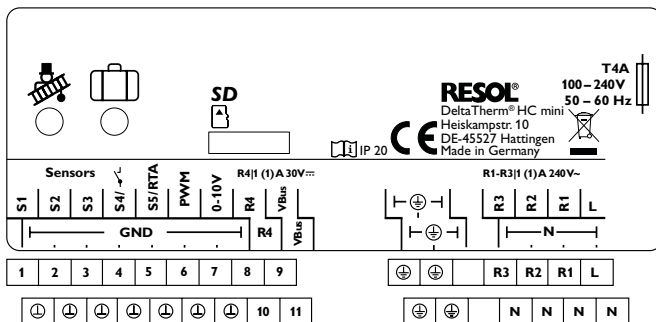 SD
IP 20
RESOL®
DeltaTherm® HC mini
Heiskampstr. 10
DE-45527 Hattingen
Made in Germany
T4A
100 – 240V
50 – 60 Hz
Sensors
R4|1 (1) A 30V
R1-R3|1 (1) A 240V~
S1 S2 S3 S4/ S5/RTA PWM 0-10V R4 VBus
R3 R2 R1 L
GND R4 VBus
N
1 2 3 4 5 6 7 8 9
R3 R2 R1 L
10 11
N N N N